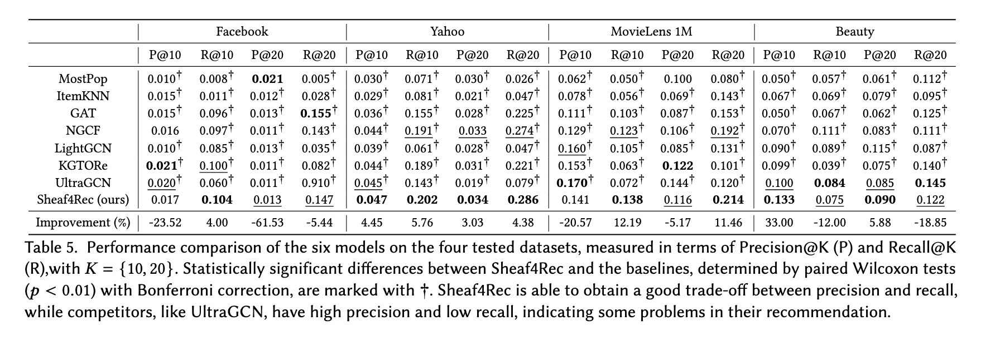 Facebook Yahoo MovieLens 1M Beauty
P@10 R@10 P@20 R@20 P@10 R@10 P@20 R@20 P@10 R@10 P@20 R@20 P@10 R@10 P@20 R@20
MostPop 0.010† 0.008† 0.021 0.005† 0.030† 0.071† 0.030† 0.026† 0.062† 0.050† 0.100 0.080† 0.050† 0.057† 0.061† 0.112†
ItemKNN 0.015† 0.011† 0.012† 0.028† 0.029† 0.081† 0.021† 0.047† 0.078† 0.056† 0.069† 0.143† 0.067† 0.069† 0.079† 0.095†
GAT 0.015† 0.096† 0.013† 0.155† 0.036† 0.155† 0.028† 0.225† 0.111† 0.103† 0.087† 0.153† 0.050† 0.067† 0.062† 0.125†
NGCF 0.016 0.097† 0.011† 0.143† 0.044† 0.191† 0.033 0.274† 0.129† 0.123† 0.106† 0.192† 0.070† 0.111† 0.083† 0.111†
LightGCN 0.010† 0.085† 0.013† 0.035† 0.039† 0.061† 0.028† 0.047† 0.160† 0.105† 0.085† 0.131† 0.090† 0.089† 0.115† 0.087†
KGTORe 0.021† 0.100† 0.011† 0.082† 0.044† 0.189† 0.031† 0.221† 0.153† 0.063† 0.122 0.101† 0.099† 0.039† 0.075† 0.140†
UltraGCN 0.020† 0.060† 0.011† 0.910† 0.045† 0.143† 0.019† 0.079† 0.170† 0.072† 0.144† 0.120† 0.100 0.084 0.085 0.145
Sheaf4Rec (ours) 0.017 0.104 0.013 0.147 0.047 0.202 0.034 0.286 0.141 0.138 0.116 0.214 0.133 0.075 0.090 0.122
Improvement (%) -23.52 4.00 -61.53 -5.44 4.45 5.76 3.03 4.38 -20.57 12.19 -5.17 11.46 33.00 -12.00 5.88 -18.85
Table 5. Performance comparison of the six models on the four tested datasets, measured in terms of Precision@K (P) and Recall@K
(R),with K = {10, 20}. Statistically significant differences between Sheaf4Rec and the baselines, determined by paired Wilcoxon tests
(p < 0.01) with Bonferroni correction, are marked with †. Sheaf4Rec is able to obtain a good trade-off between precision and recall,
while competitors, like UltraGCN, have high precision and low recall, indicating some problems in their recommendation.